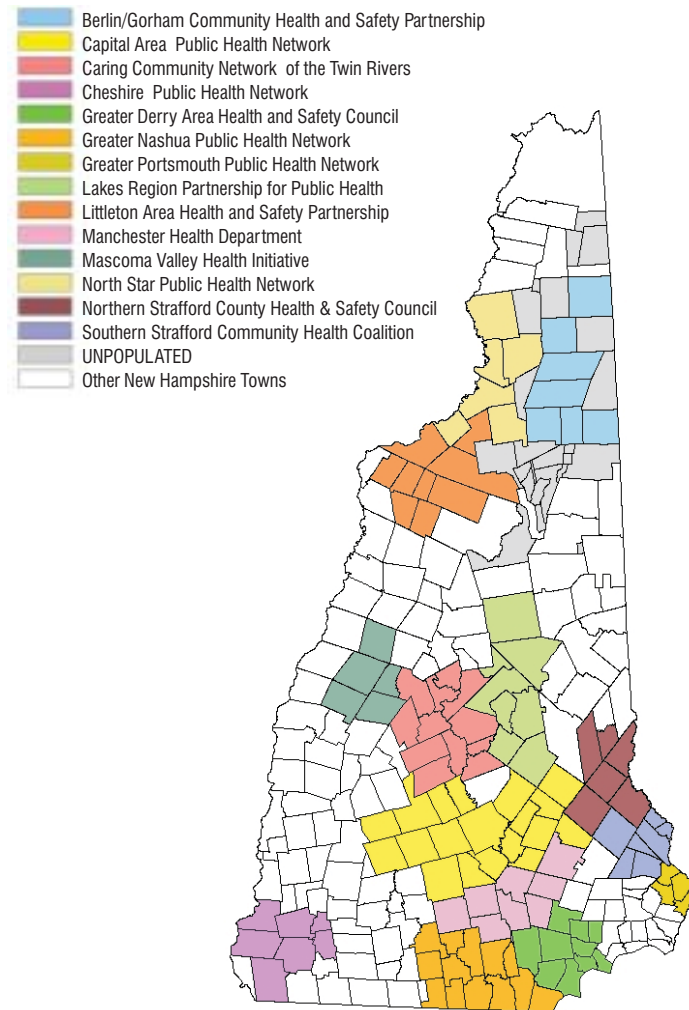 Berlin/Gorham Community Health and Safety Partnership
Capital Area Public Health Network
Caring Community Network of the Twin Rivers
Cheshire Public Health Network
Greater Derry Area Health and Safety Council
Greater Nashua Public Health Network
Greater Portsmouth Public Health Network
Lakes Region Partnership for Public Health
Littleton Area Health and Safety Partnership
Manchester Health Department
Mascoma Valley Health Initiative
North Star Public Health Network
Northern Strafford County Health & Safety Council
Southern Strafford Community Health Coalition
UNPOPULATED
Other New Hampshire Towns